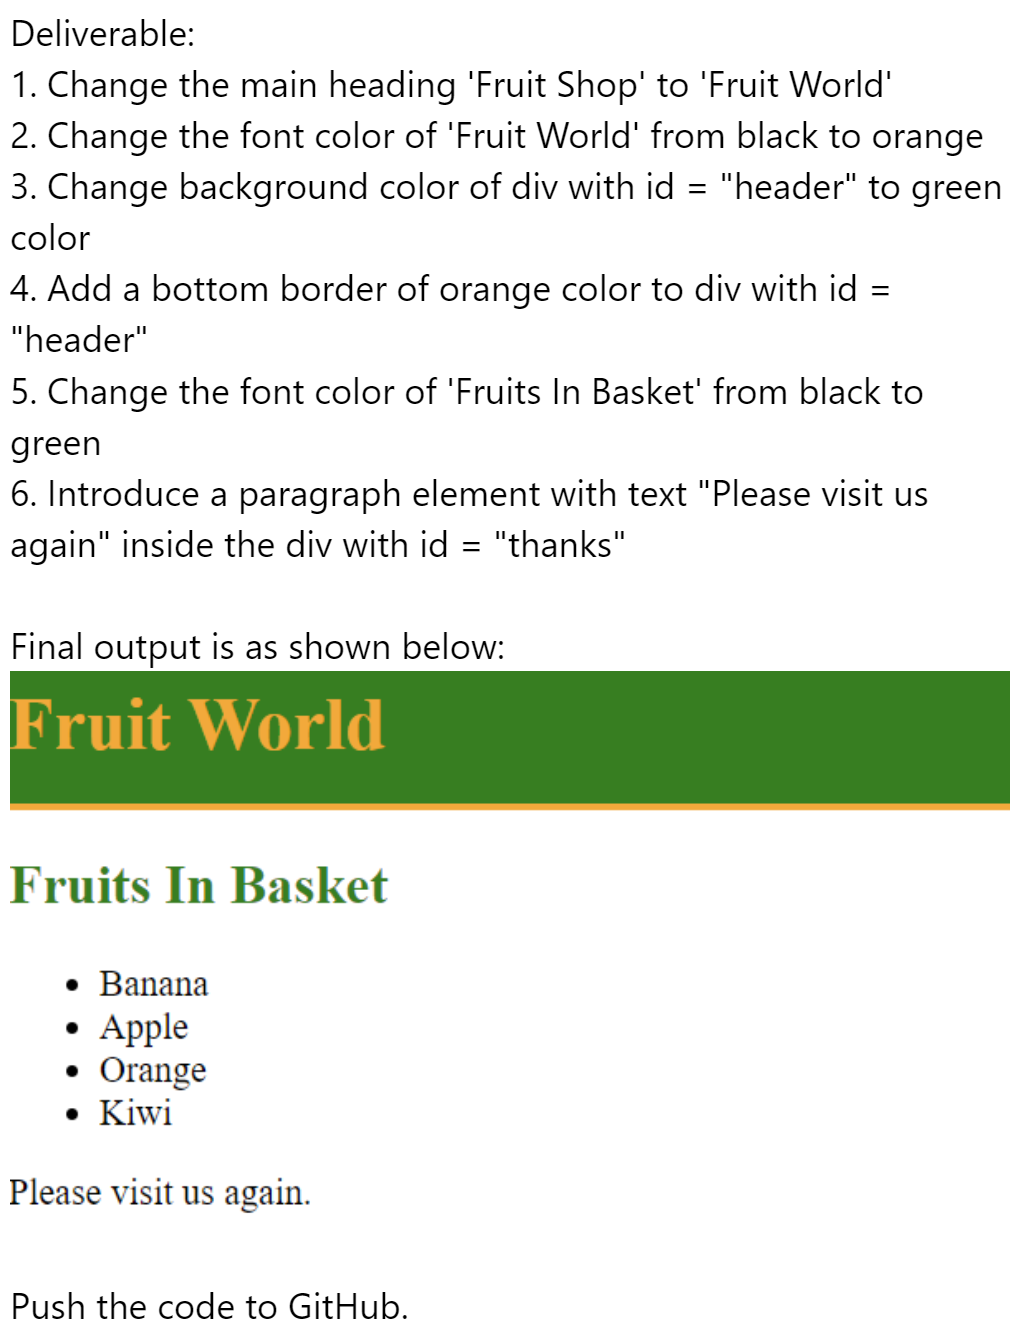 Deliverable:
1. Change the main heading 'Fruit Shop' to 'Fruit World'
2. Change the font color of 'Fruit World' from black to orange
3. Change background color of div with id = "header" to green
color
4. Add a bottom border of orange color to div with id =
"header"
5. Change the font color of 'Fruits In Basket' from black to
green
6. Introduce a paragraph element with text "Please visit us
again" inside the div with id = "thanks"
Final output is as shown below:
Fruit World
Fruits In Basket
• Banana
• Apple
• Orange
• Kiwi
Please visit us again.
Push the code to GitHub.